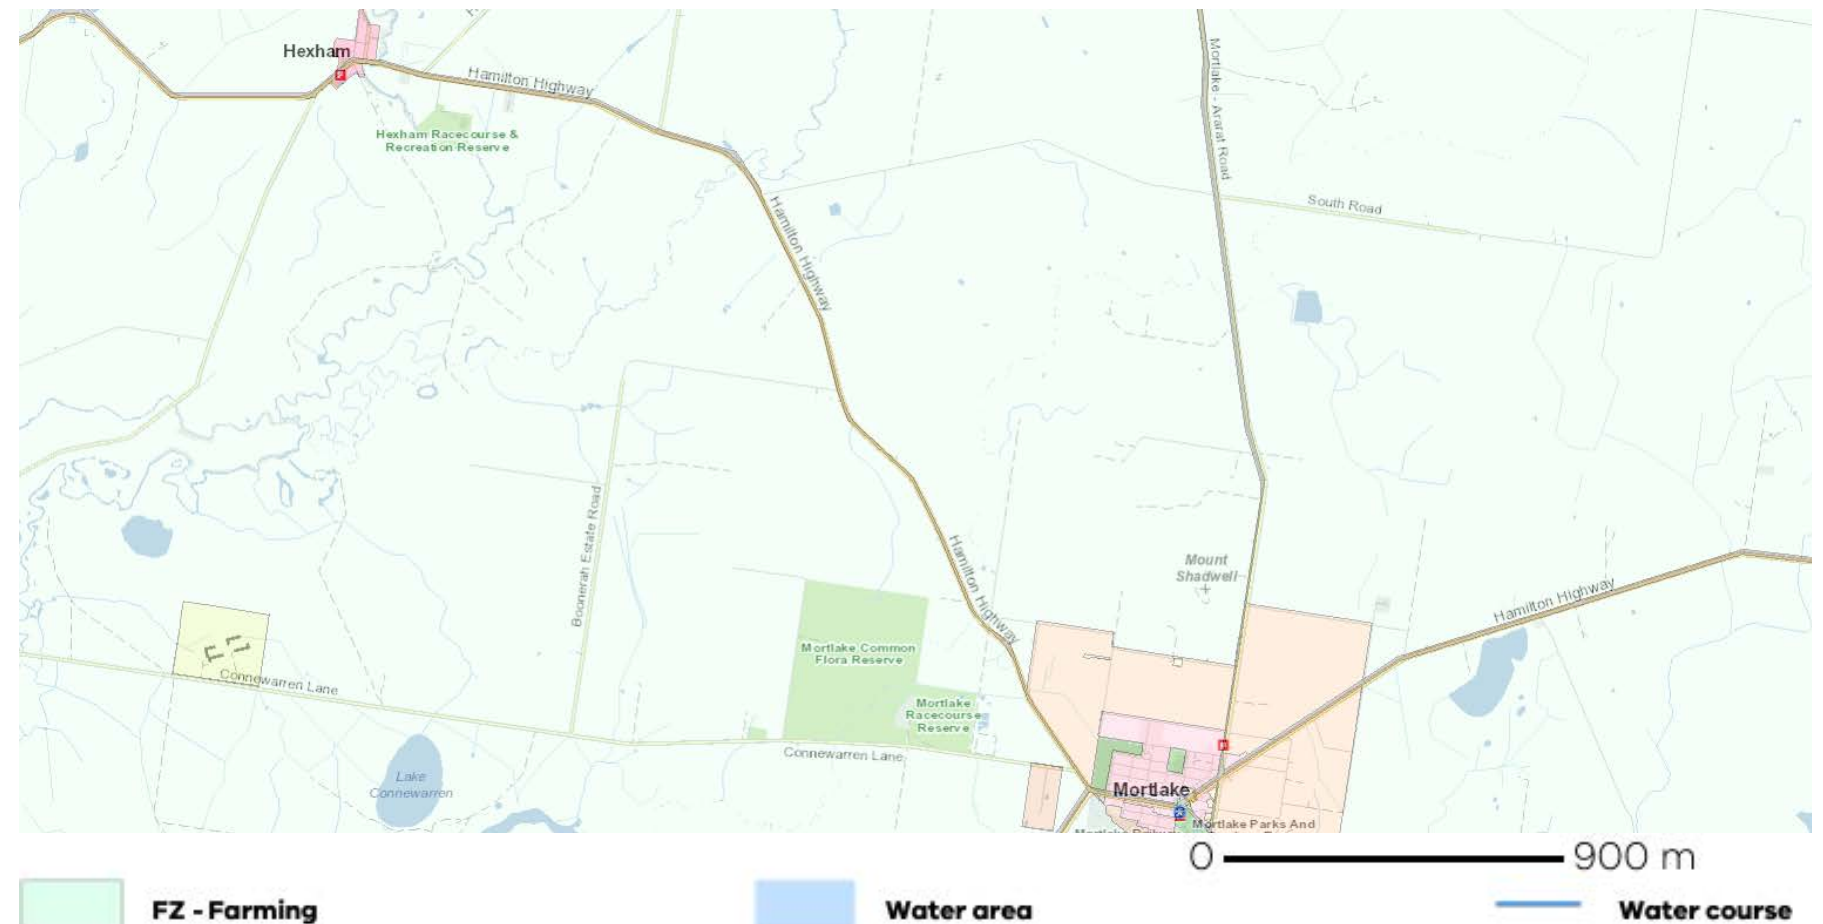 Hexham
Hamilton Highway
Hexham Racecourse &
Recreation Reserve
Mortlake - Ararat Road
South Road
Hamilton Highway
Boonerah Estate Road
Hamilton Highway
Mount
Shadwell
Hamilton Highway
Mortlake Common
Flora Reserve
Connewarren Lane
Mortlake
Racecourse
Reserve
Connewarren Lane
Lake
Connewarren
Mortlake
Mortlake Parks And
0 900 m
FZ - Farming
Water area
Water course